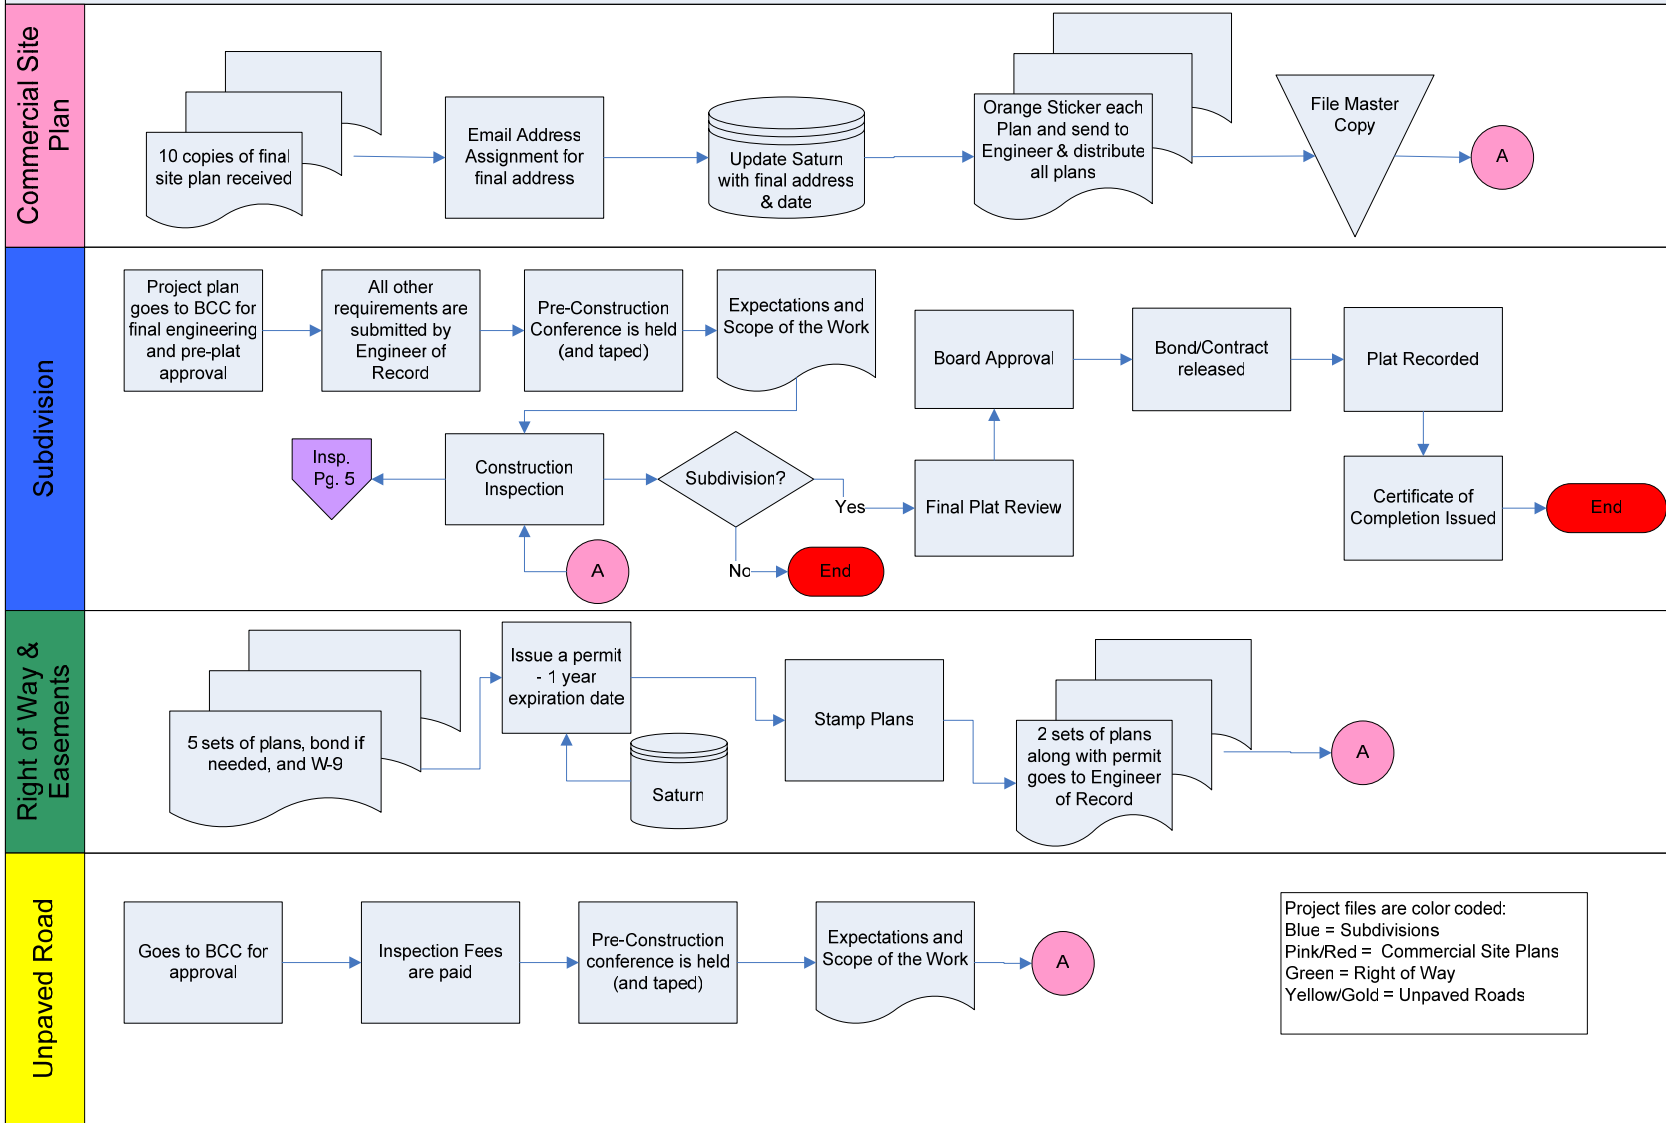 Commercial Site
Plan
10 copies of final
site plan received
Email Address
Assignment for
final address
Update Saturn
with final address
& date
Orange Sticker each
Plan and send to
Engineer & distribute
all plans
File Master
Copy
A
Subdivision
Project plan
goes to BCC for
final engineering
and pre-plat
approval
All other
requirements are
submitted by
Engineer of
Record
Pre-Construction
Conference is held
(and taped)
Expectations and
Scope of the Work
Insp.
Pg. 5
Construction
Inspection
A
Subdivision?
Yes
No
End
Final Plat Review
Board Approval
Bond/Contract
released
Plat Recorded
Certificate of
Completion Issued
End
Right of Way &
Easements
5 sets of plans, bond if
needed, and W-9
Issue a permit
- 1 year
expiration date
Saturn
Stamp Plans
2 sets of plans
along with permit
goes to Engineer
of Record
A
Unpaved Road
Goes to BCC for
approval
Inspection Fees
are paid
Pre-Construction
conference is held
(and taped)
Expectations and
Scope of the Work
A
Project files are color coded:
Blue = Subdivisions
Pink/Red = Commercial Site Plans
Green = Right of Way
Yellow/Gold = Unpaved Roads